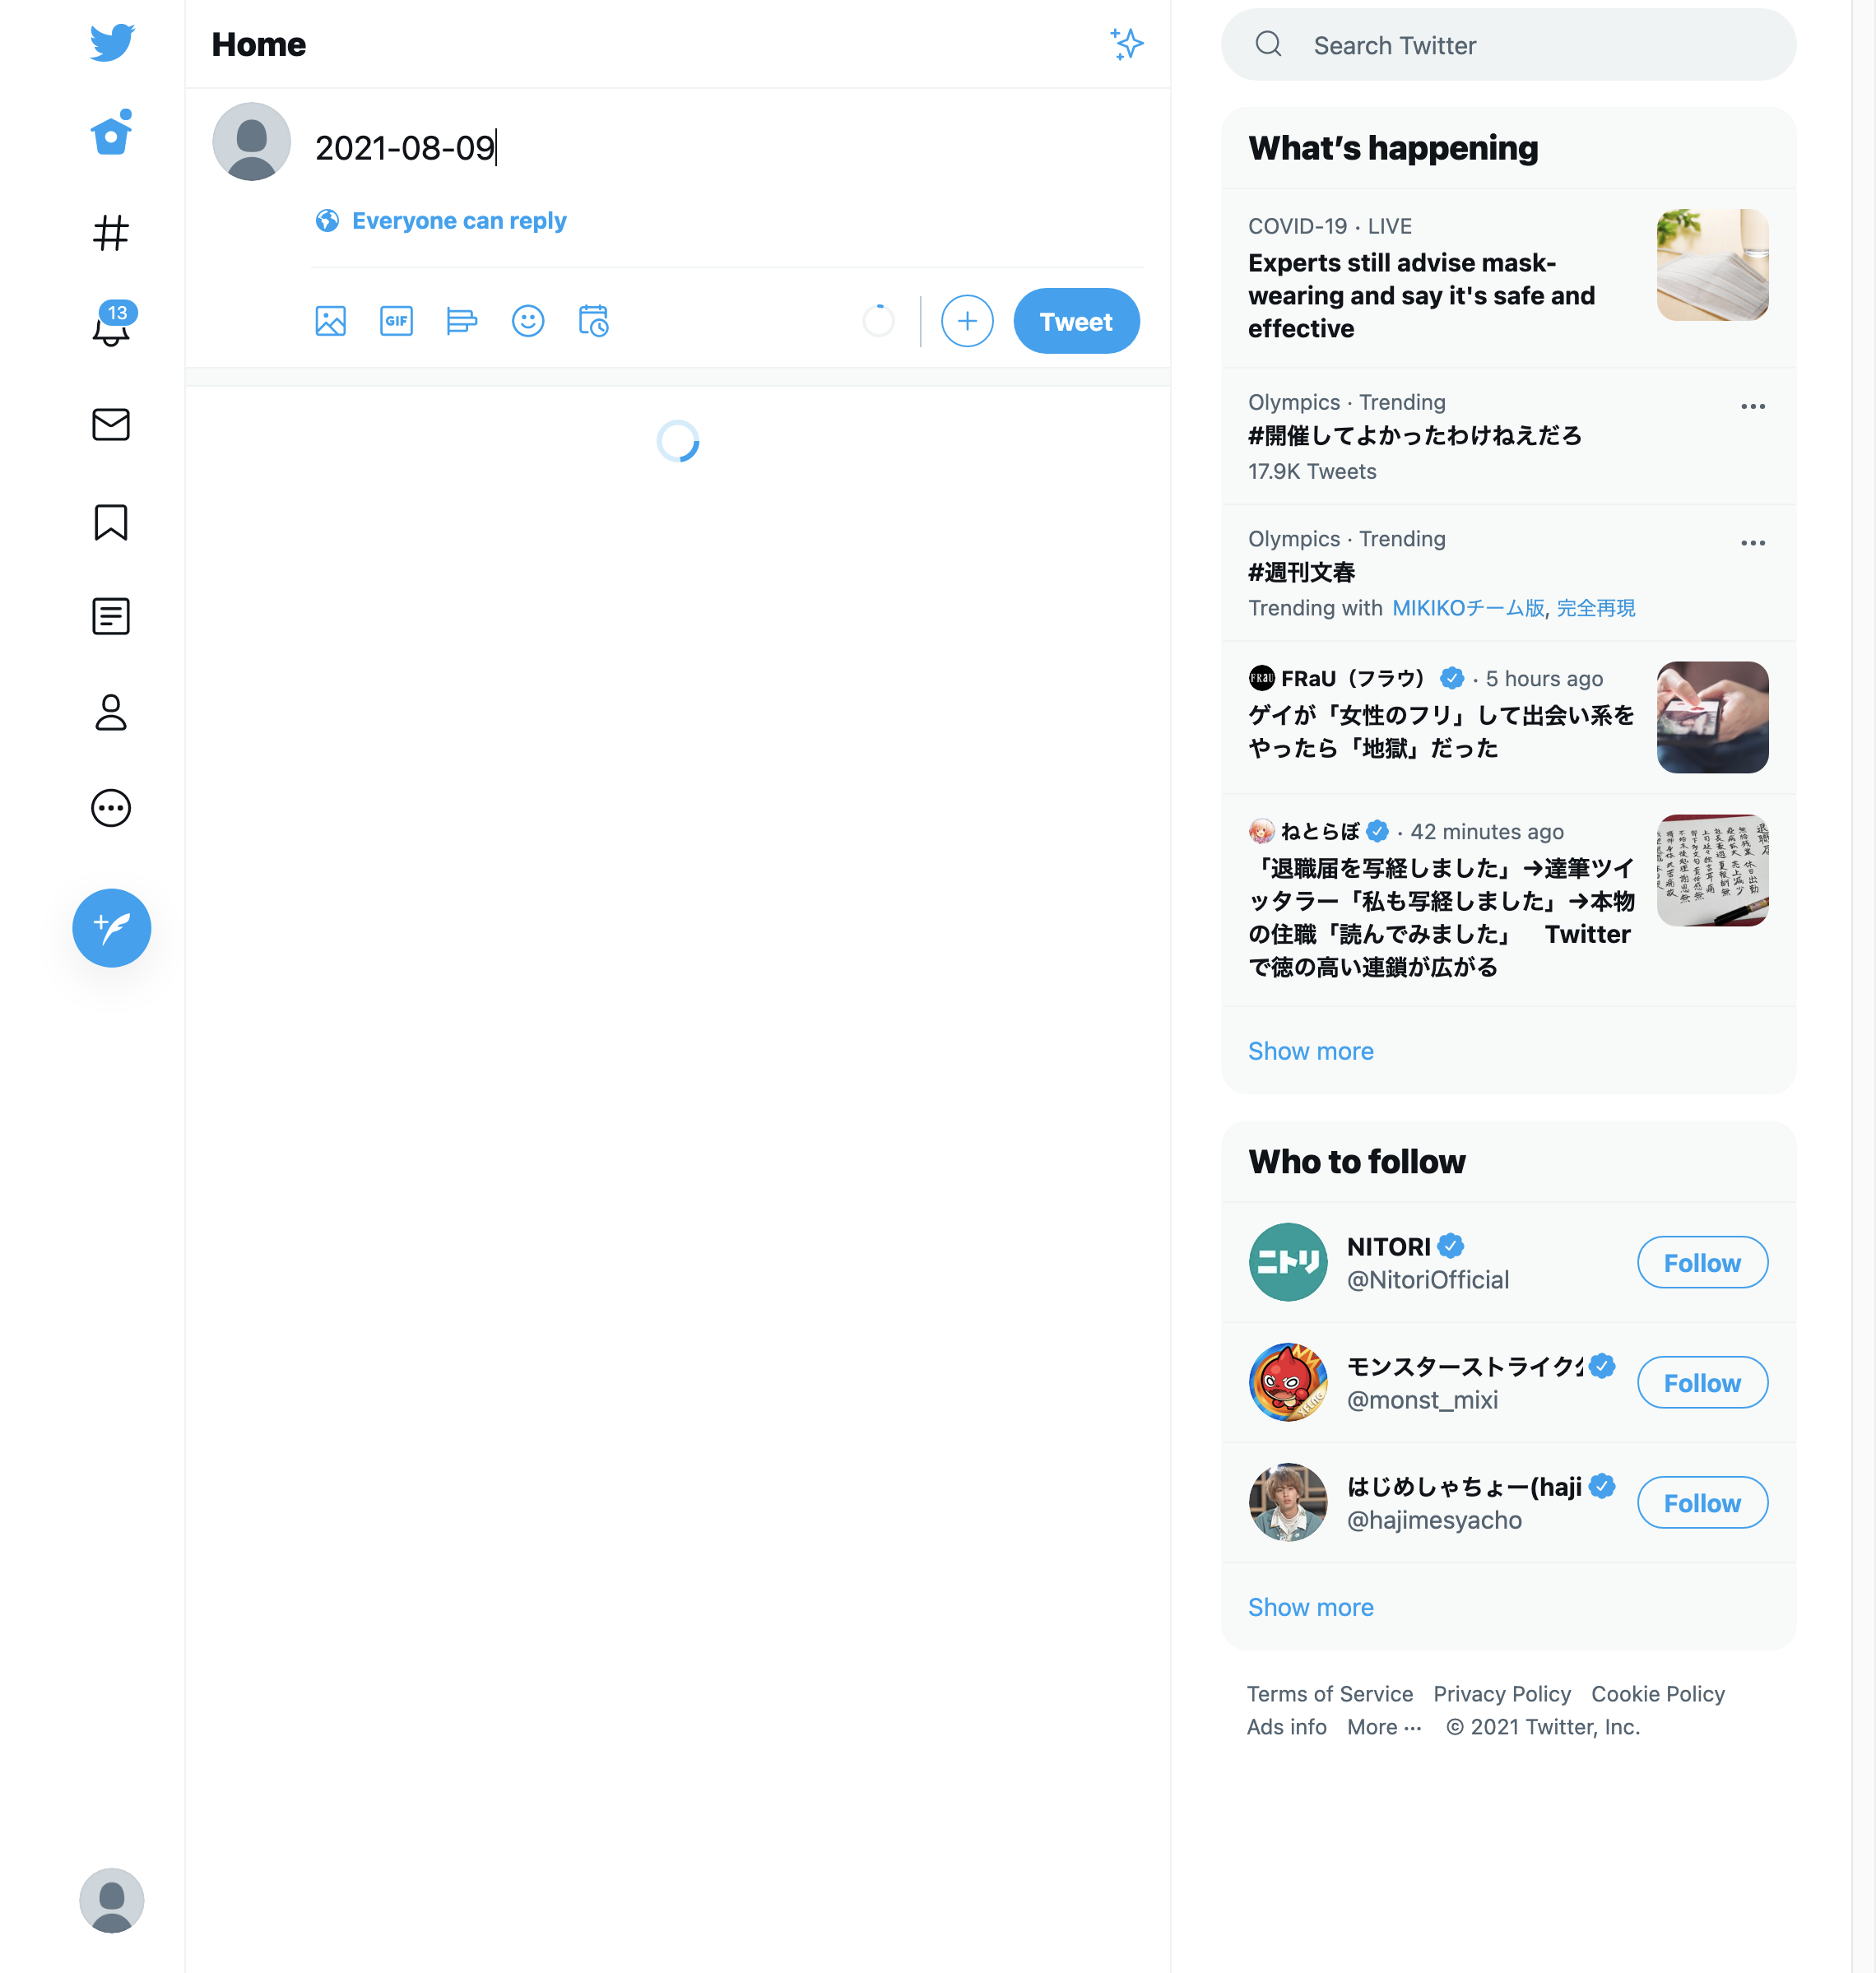 Home
2021-08-09
Everyone can reply
GIF
Tweet
13
Search Twitter
What's happening
COVID-19 · LIVE
Experts still advise mask-
wearing and say it's safe and
effective
Olympics · Trending
#開催してよかったわけねえだろ
17.9K Tweets
Olympics · Trending
#週刊文春
Trending with MIKIKOチーム版, 完全再現
FRaU
FRaU（フラウ） · 5 hours ago
ゲイが「女性のフリ」して出会い系を
やったら「地獄」だった
ねとらぼ · 42 minutes ago
「退職届を写経しました」→達筆ツイ
ッタラー「私も写経しました」→本物
の住職「読んでみました」　Twitter
で徳の高い連鎖が広がる
Show more
Who to follow
ニトリ
NITORI
@NitoriOfficial
Follow
モンスターストライク
@monst_mixi
Follow
はじめしゃちょー(haji
@hajimesyacho
Follow
Show more
Terms of Service Privacy Policy Cookie Policy
Ads info More ··· © 2021 Twitter, Inc.